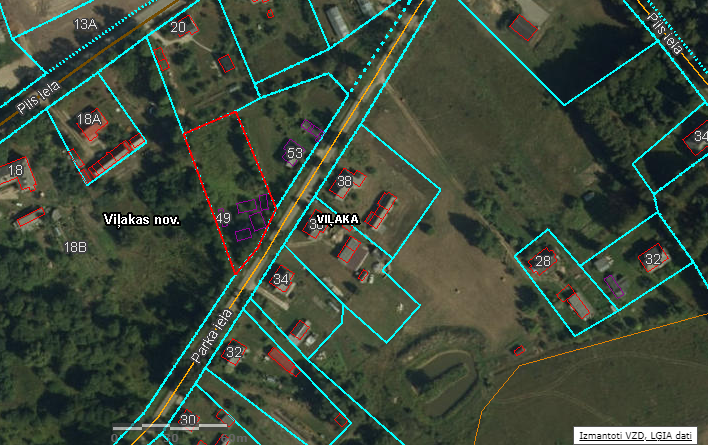 13A
20
Pils iela
Pils iela
18A
34
18
53
38
49
Viļakas nov.
VIĻAKA
36
18B
28
32
34
Parka iela
32
30
Izmantoti VZD, LGIA dati